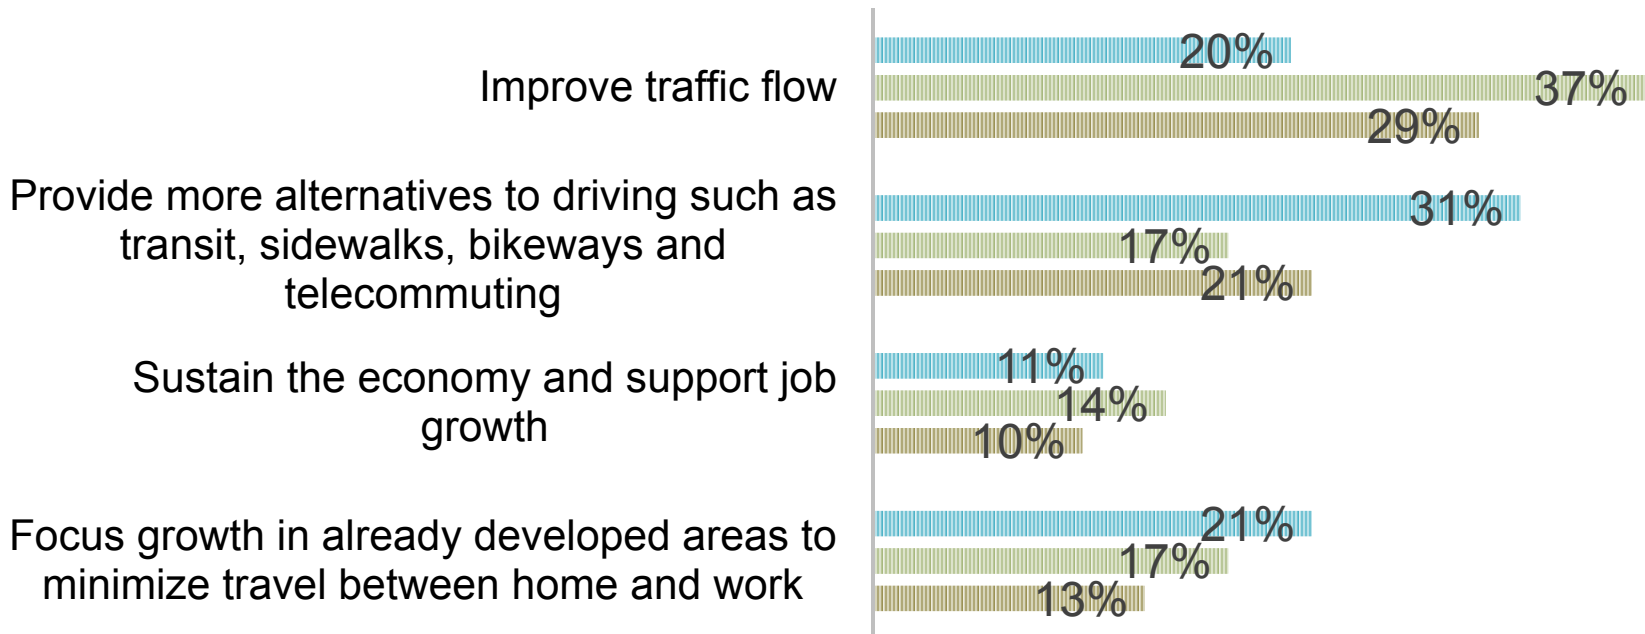 Improve traffic flow
20%
37%
29%
Provide more alternatives to driving such as
transit, sidewalks, bikeways and
telecommuting
31%
17%
21%
Sustain the economy and support job
growth
11%
14%
10%
Focus growth in already developed areas to
minimize travel between home and work
21%
17%
13%